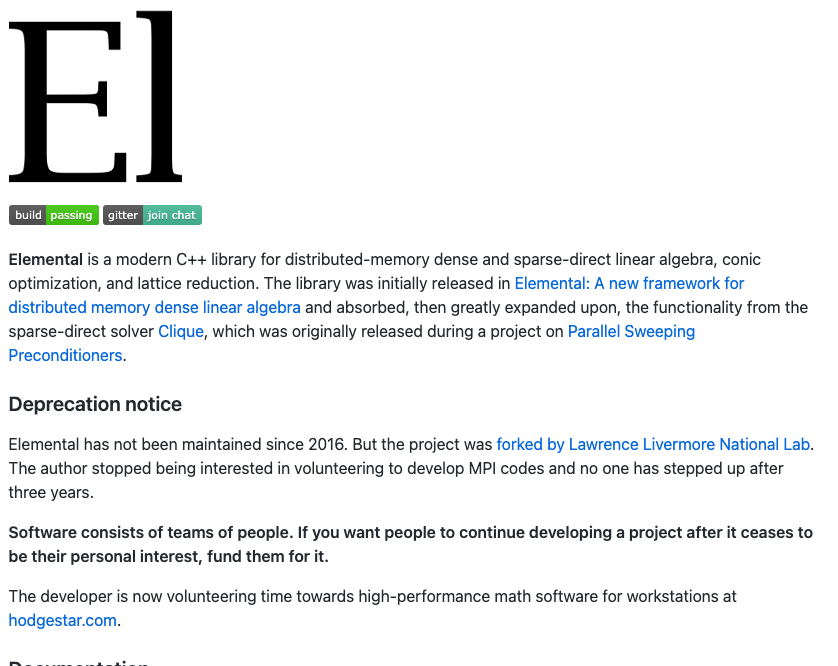 El
build passing gitter join chat
Elemental is a modern C++ library for distributed-memory dense and sparse-direct linear algebra, conic
optimization, and lattice reduction. The library was initially released in Elemental: A new framework for
distributed memory dense linear algebra and absorbed, then greatly expanded upon, the functionality from the
sparse-direct solver Clique, which was originally released during a project on Parallel Sweeping
Preconditioners.
Deprecation notice
Elemental has not been maintained since 2016. But the project was forked by Lawrence Livermore National Lab.
The author stopped being interested in volunteering to develop MPI codes and no one has stepped up after
three years.
Software consists of teams of people. If you want people to continue developing a project after it ceases to
be their personal interest, fund them for it.
The developer is now volunteering time towards high-performance math software for workstations at
hodgestar.com.
Documentation